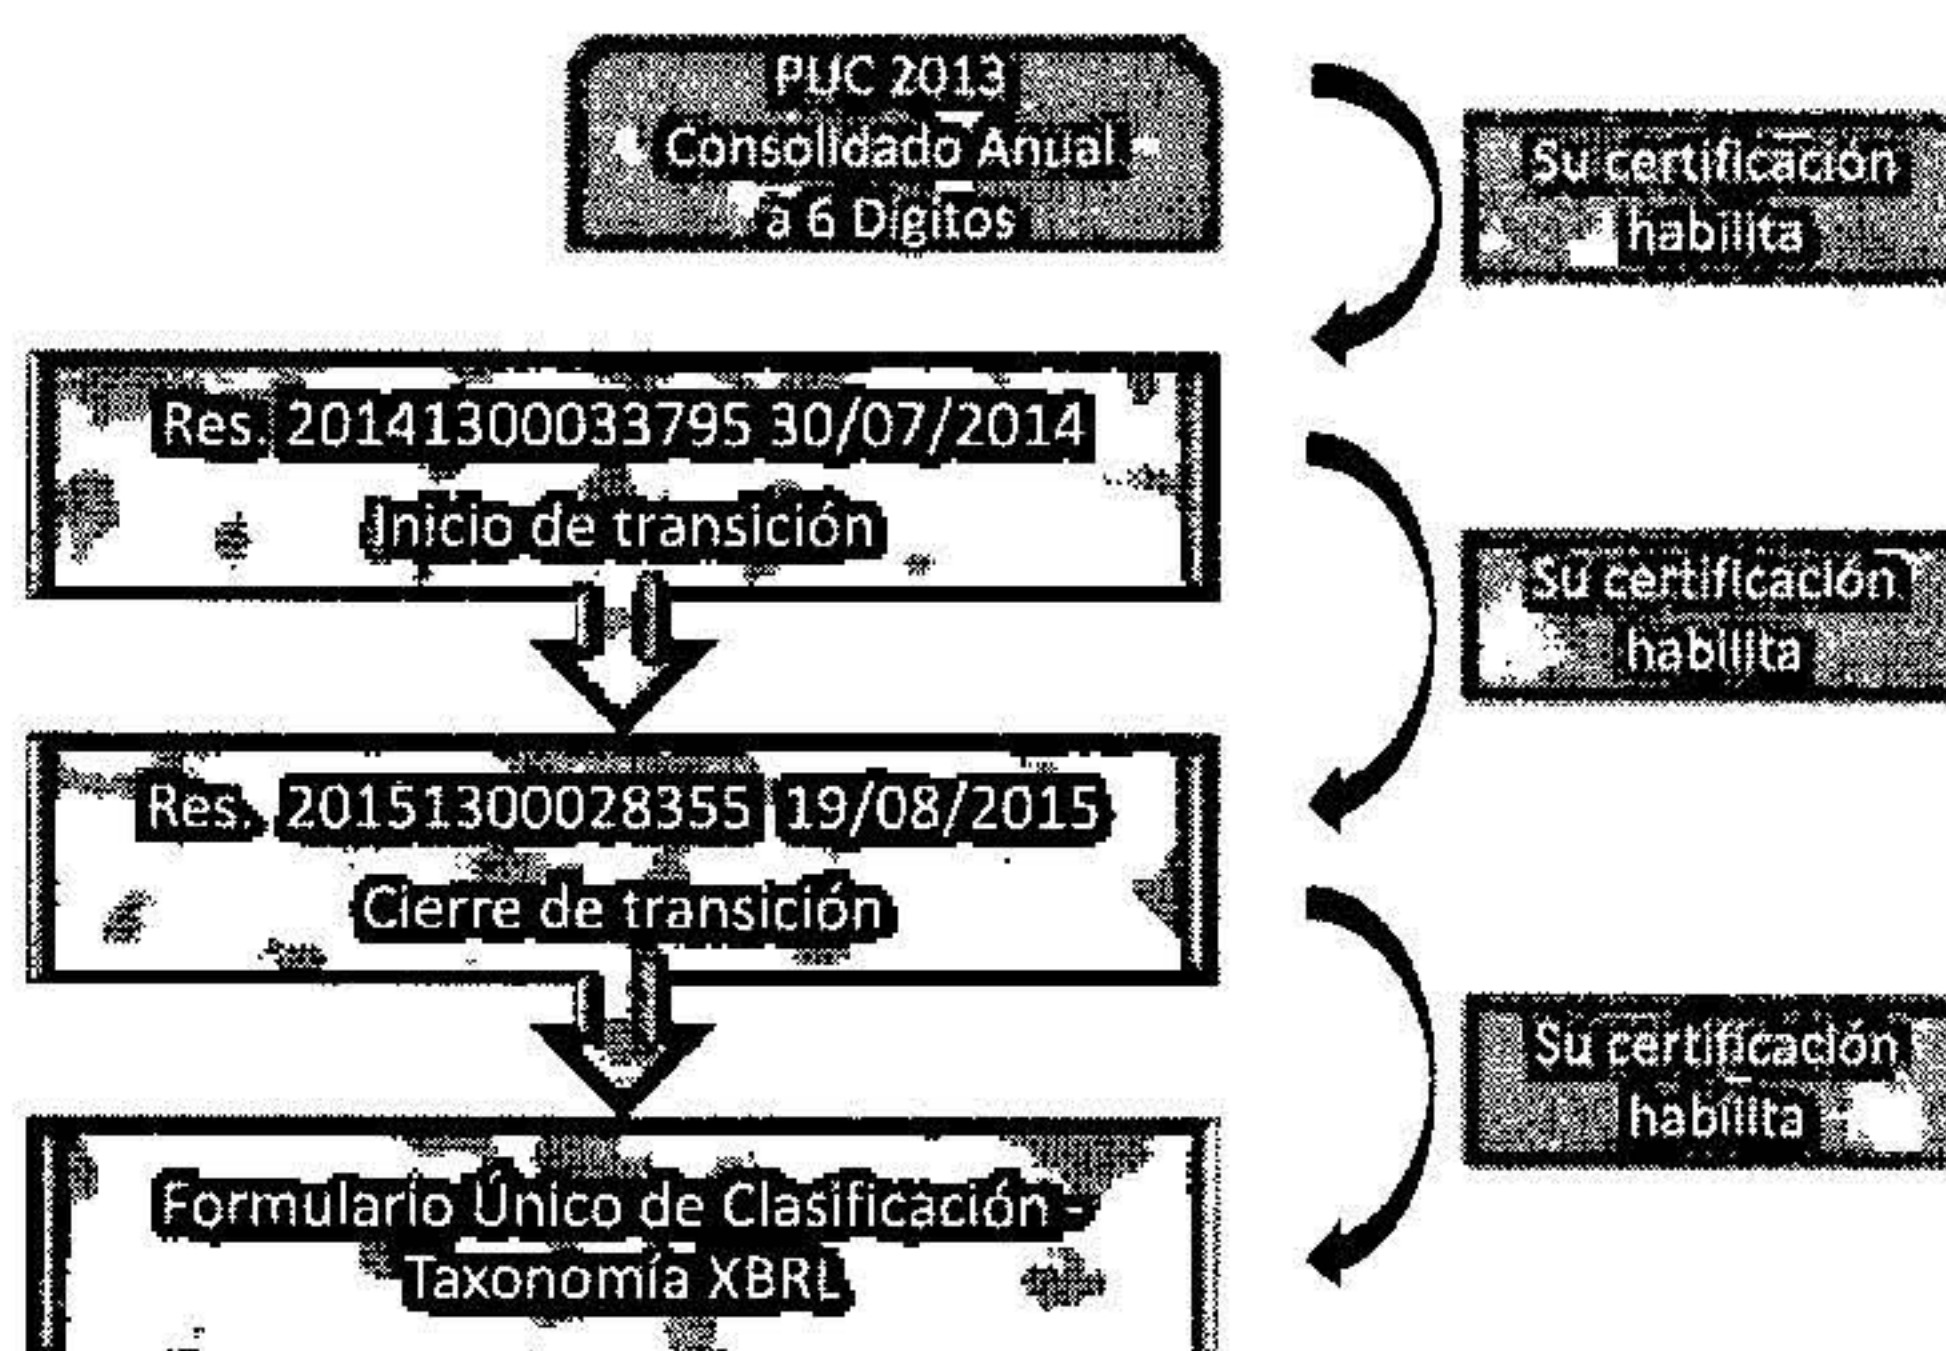 PUC 2013
Consolidado Anual
a 6 Dígitos
Su certificación
habilita
Res. 20141300033795 30/07/2014
Inicio de transición
Su certificación
habilita
Res. 20151300028355 19/08/2015
Cierre de transición
Su certificación
habilita
Formulario Único de Clasificación -
Taxonomía XBRL